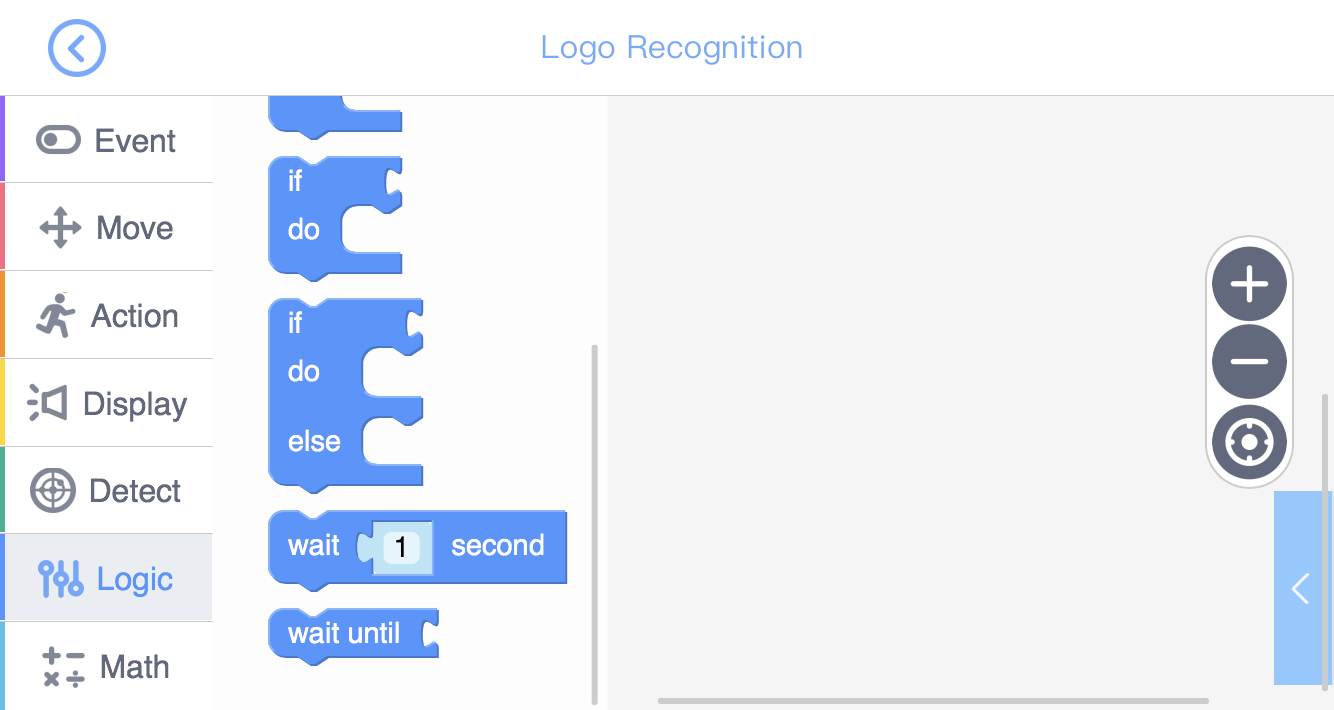 Logo Recognition
Event
Move
Action
Display
Detect
Logic
Math
if
do
if
do
else
wait 1 second
wait until